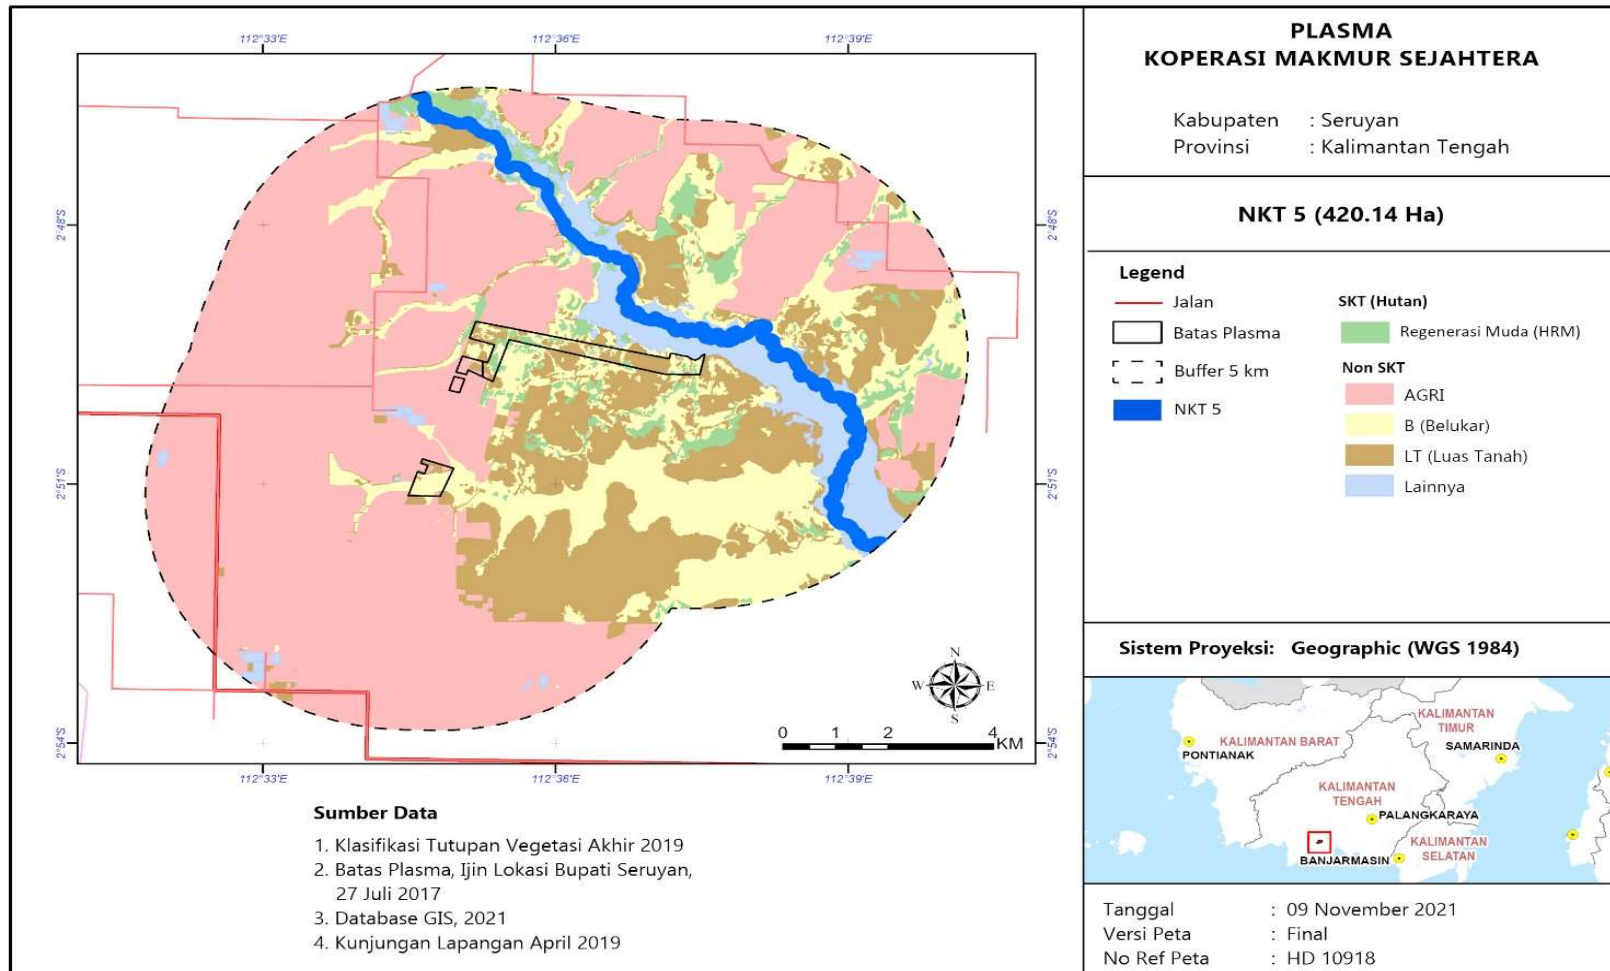 PLASMA
KOPERASI MAKMUR SEJAHTERA
Kabupaten : Seruyan
Provinsi : Kalimantan Tengah
NKT 5 (420.14 Ha)
Legend
Jalan
Batas Plasma
Buffer 5 km
NKT 5
SKT (Hutan)
Regenerasi Muda (HRM)
Non SKT
AGRI
B (Belukar)
LT (Luas Tanah)
Lainnya
Sistem Proyeksi: Geographic (WGS 1984)
KALIMANTAN
TIMUR
KALIMANTAN BARAT
SAMARINDA
PONTIANAK
KALIMANTAN
TENGAH
PALANGKARAYA
KALIMANTAN
SELATAN
BANJARMASIN
Tanggal : 09 November 2021
Versi Peta : Final
No Ref Peta : HD 10918
112°33'E 112°36'E 112°39'E
2°48'S 2°48'S
2°51'S 2°51'S
2°54'S 2°54'S
N
W E
S
0 1 2 4
KM
112°33'E 112°36'E 112°39'E
Sumber Data
1. Klasifikasi Tutupan Vegetasi Akhir 2019
2. Batas Plasma, Ijin Lokasi Bupati Seruyan,
27 Juli 2017
3. Database GIS, 2021
4. Kunjungan Lapangan April 2019